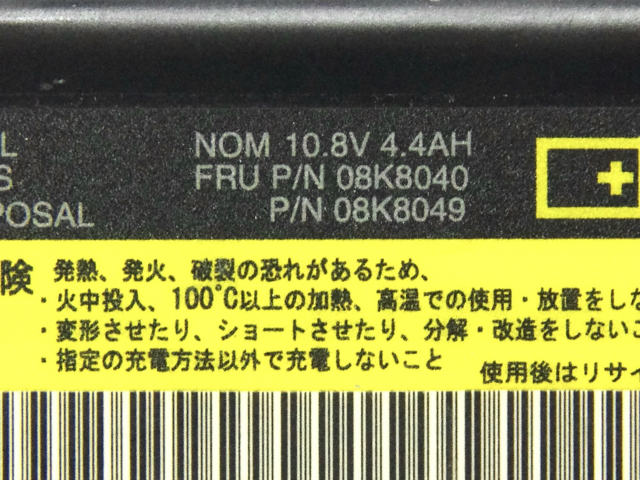 L NOM 10.8V 4.4AH
S FRU P/N 08K8040
POSAL P/N 08K8049
険 発熱、発火、破裂の恐れがあるため、
・火中投入、100℃以上の加熱、高温での使用・放置をしな
・変形させたり、ショートさせたり、分解・改造をしないこ
・指定の充電方法以外で充電しないこと
使用後はリサイ